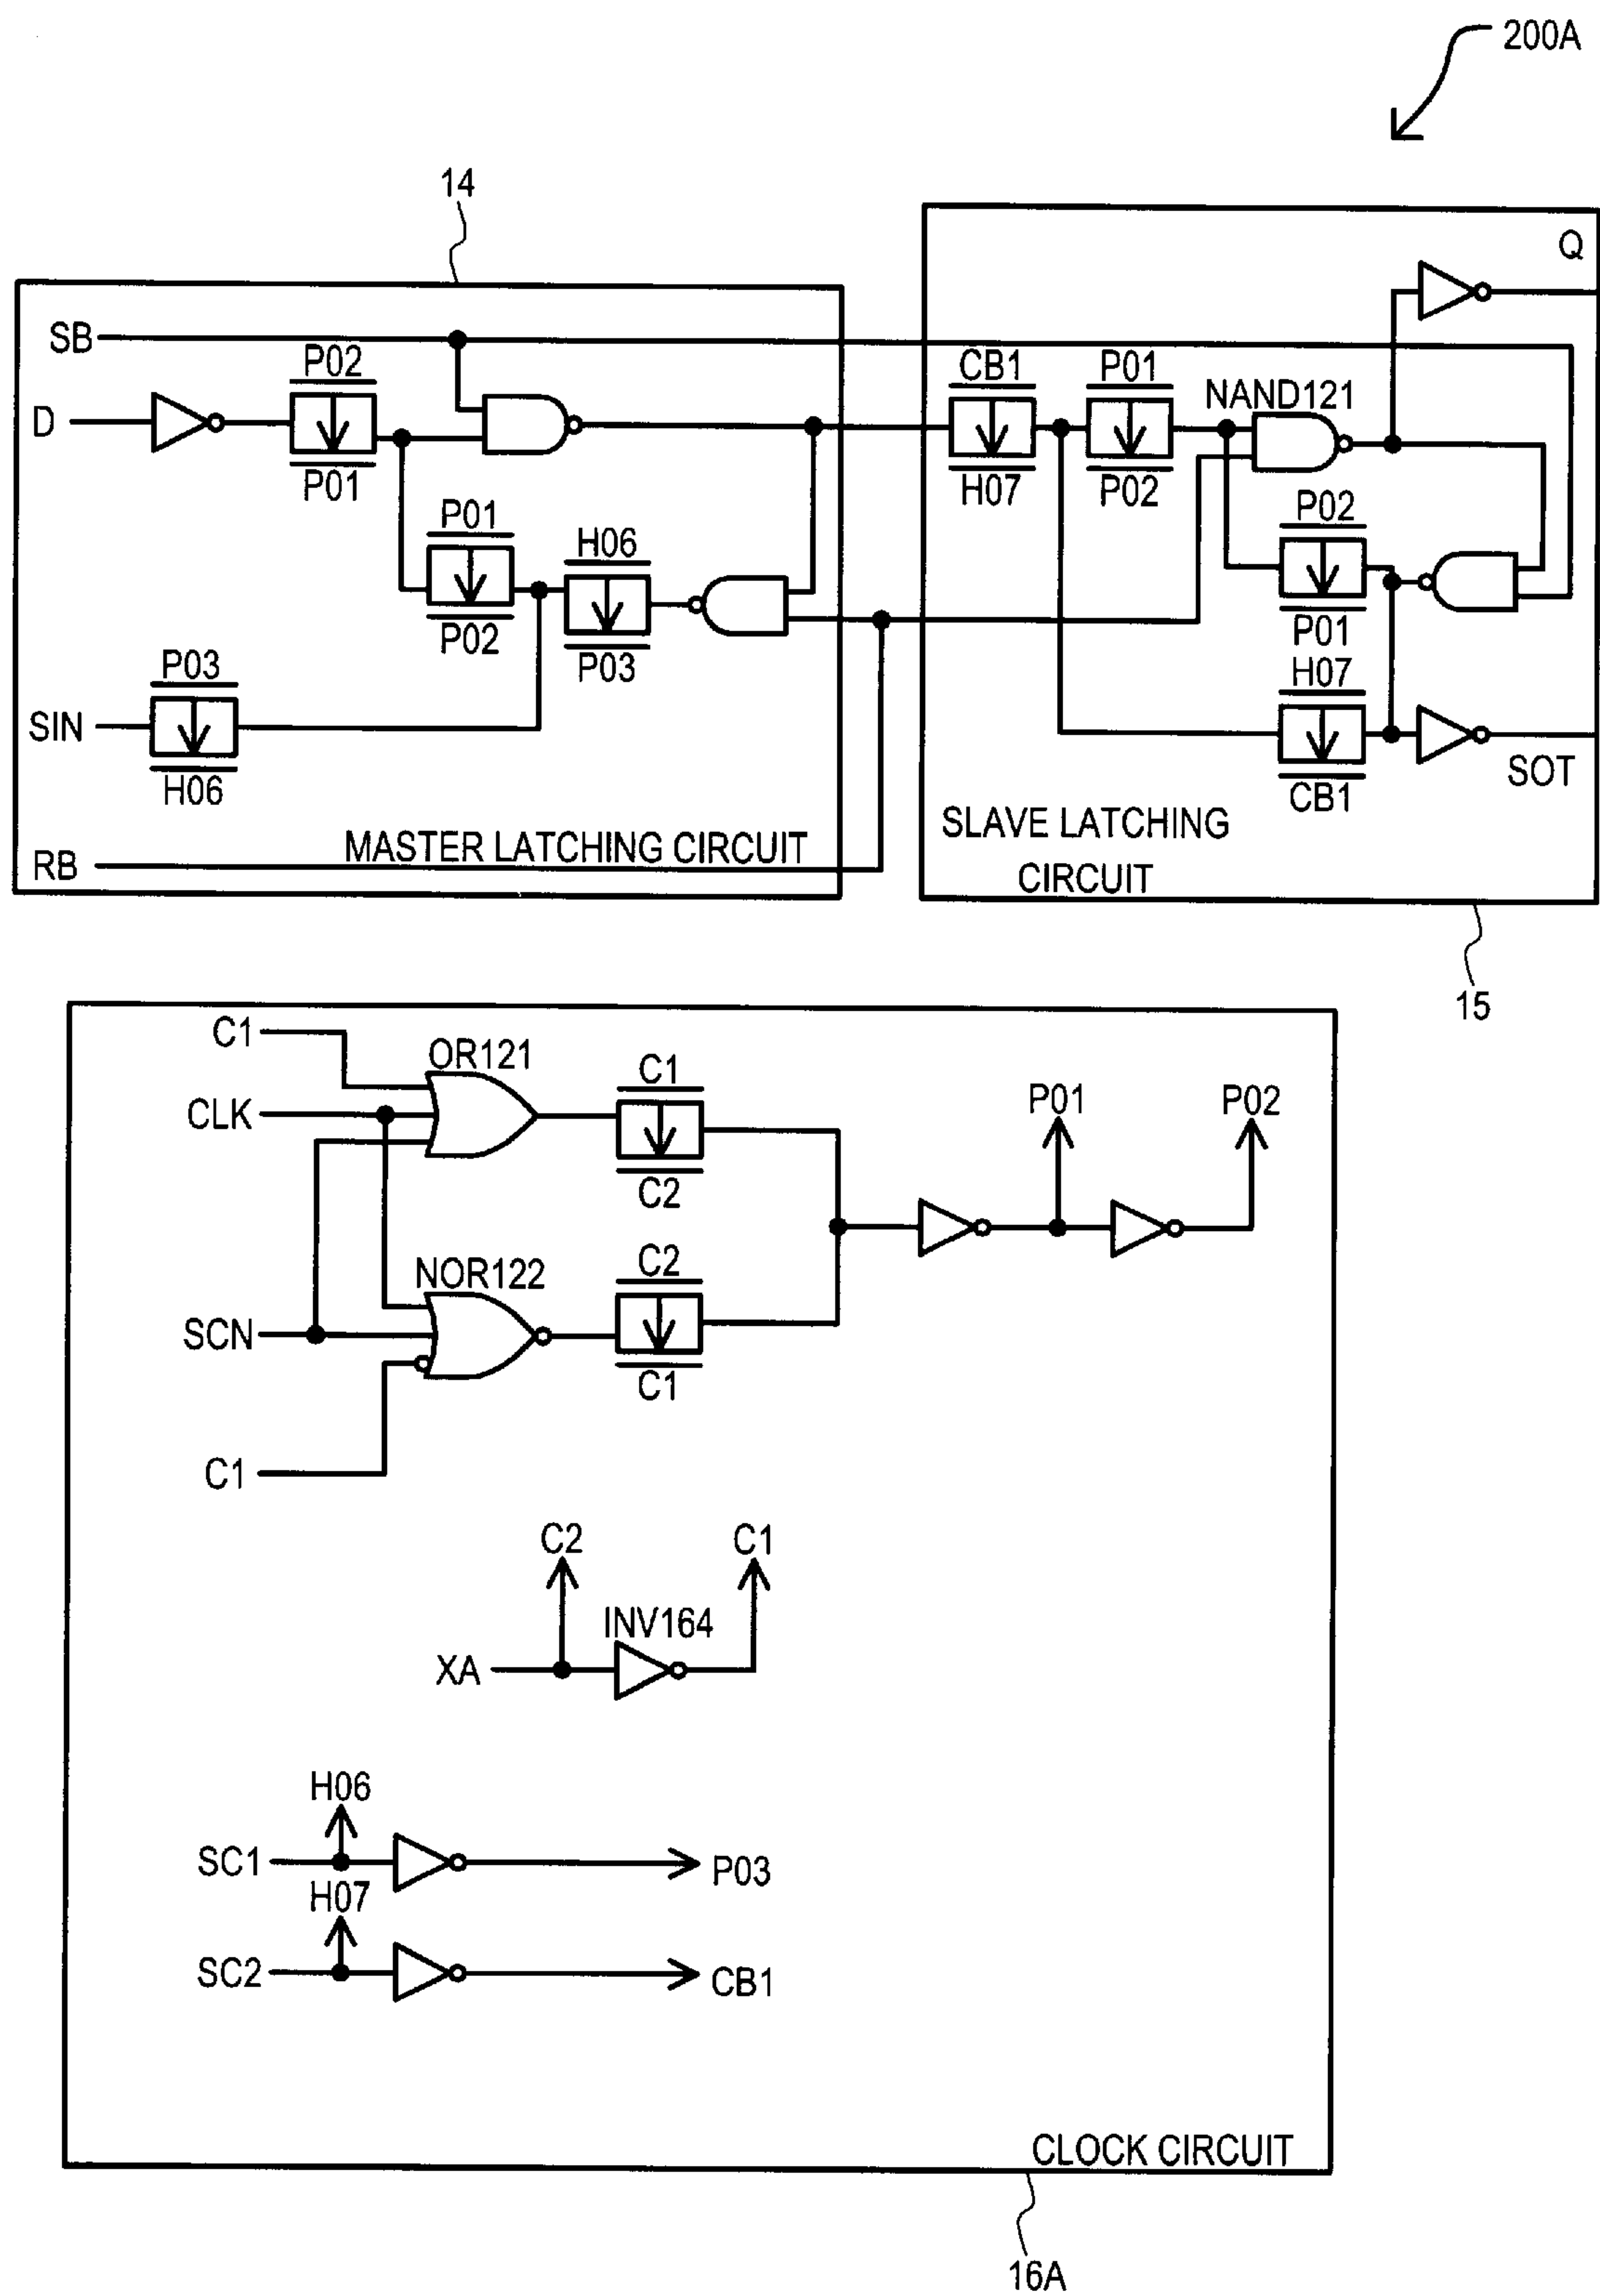 200A
14
Q
SB
P02
CB1
P01
NAND121
D
P01
H07
P02
P01
H06
P02
P02
P03
P01
P03
H07
SIN
H06
SOT
CB1
SLAVE LATCHING
CIRCUIT
MASTER LATCHING CIRCUIT
RB
15
C1
OR121
C1
CLK
P01
P02
C2
C2
NOR122
SCN
C1
C1
C2
C1
INV164
XA
H06
SC1
P03
H07
SC2
CB1
CLOCK CIRCUIT
16A